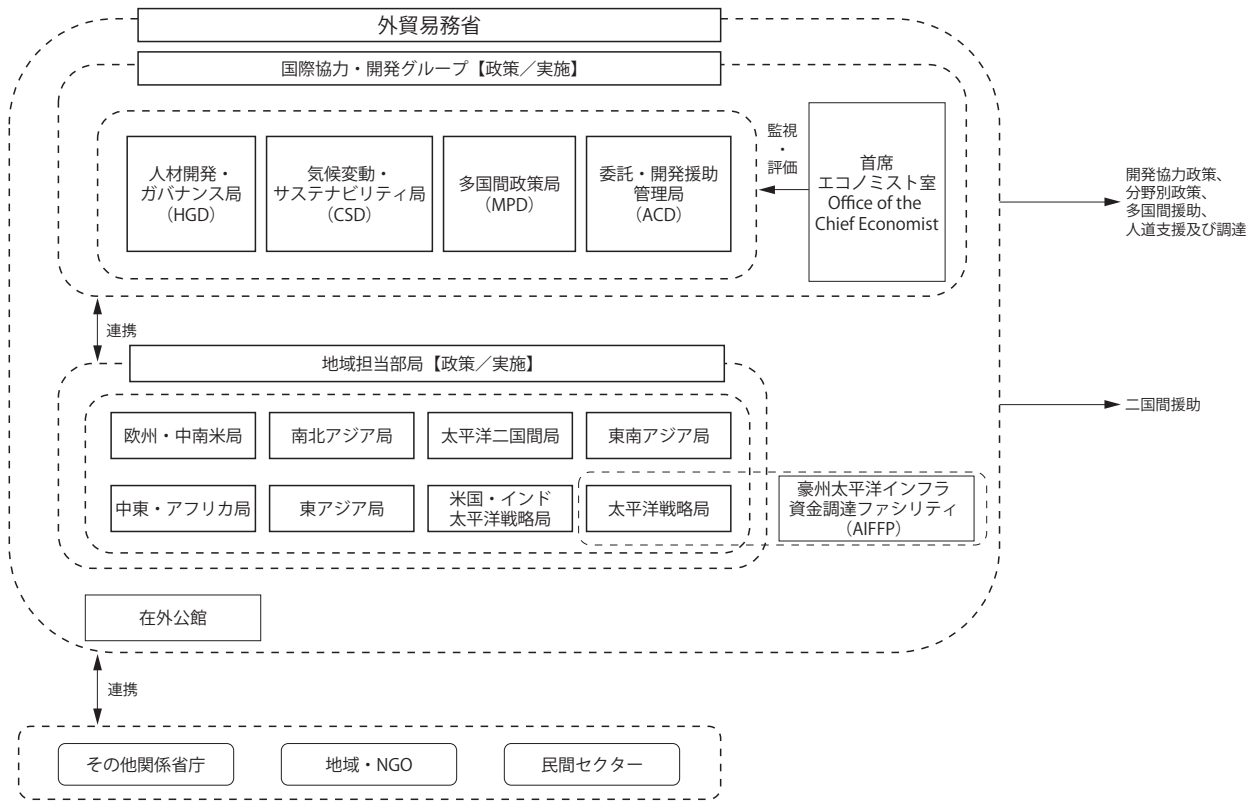 外貿易務省
国際協力・開発グループ【政策／実施】
人材開発・
ガバナンス局
（HGD）
気候変動・
サステナビリティ局
（CSD）
多国間政策局
（MPD）
委託・開発援助
管理局
（ACD）
監視
・
評価
首席
エコノミスト室
Office of the
Chief Economist
開発協力政策、
分野別政策、
多国間援助、
人道支援及び調達
連携
地域担当部局【政策／実施】
欧州・中南米局
南北アジア局
太平洋二国間局
東南アジア局
二国間援助
中東・アフリカ局
東アジア局
米国・インド
太平洋戦略局
太平洋戦略局
豪州太平洋インフラ
資金調達ファシリティ
（AIFFP）
在外公館
連携
その他関係省庁
地域・NGO
民間セクター